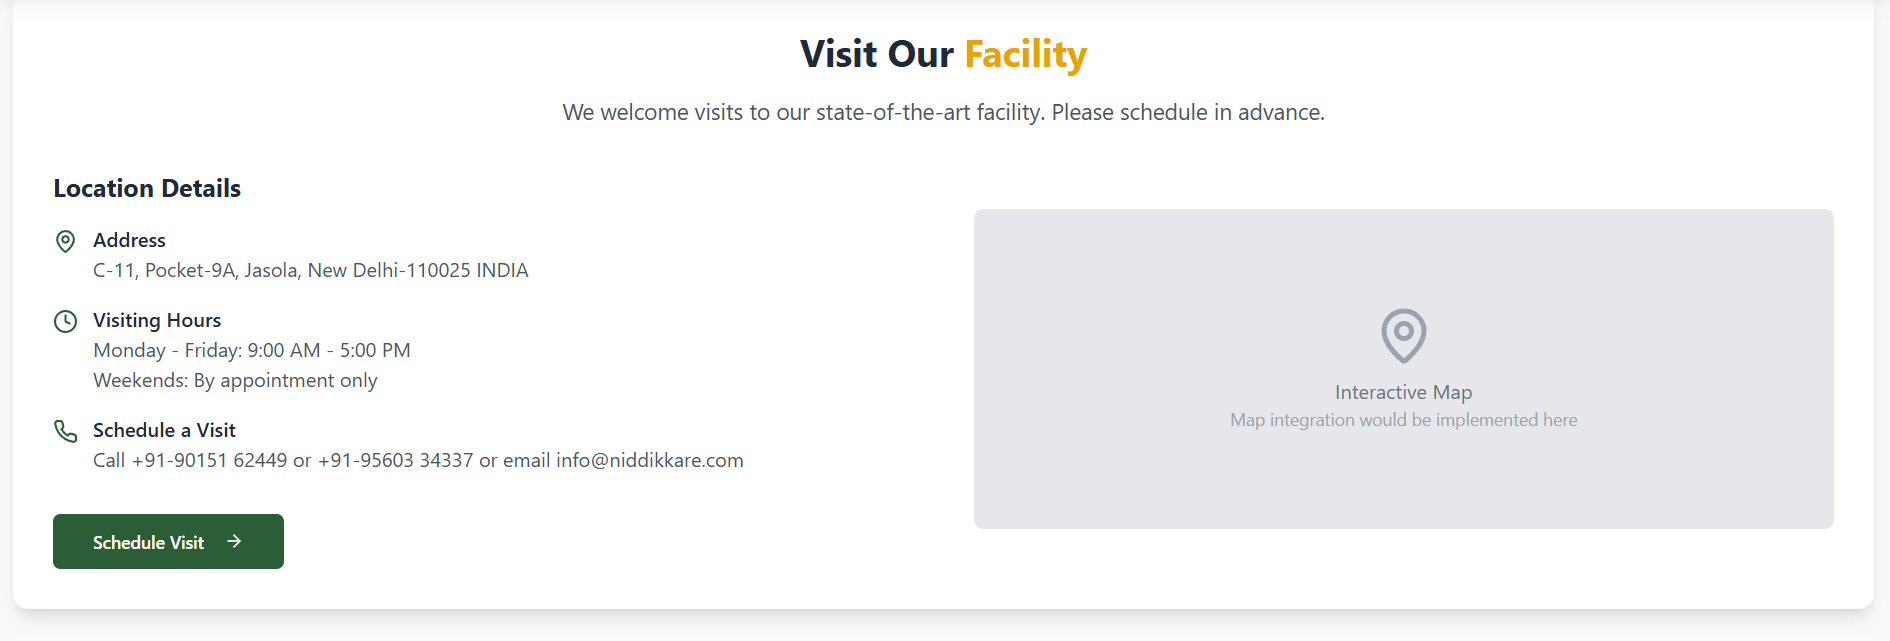 Visit Our Facility
We welcome visits to our state-of-the-art facility. Please schedule in advance.
Location Details
Address
C-11, Pocket-9A, Jasola, New Delhi-110025 INDIA
Visiting Hours
Monday - Friday: 9:00 AM - 5:00 PM
Weekends: By appointment only
Schedule a Visit
Call +91-90151 62449 or +91-95603 34337 or email info@niddikkare.com
Schedule Visit
Interactive Map
Map integration would be implemented here